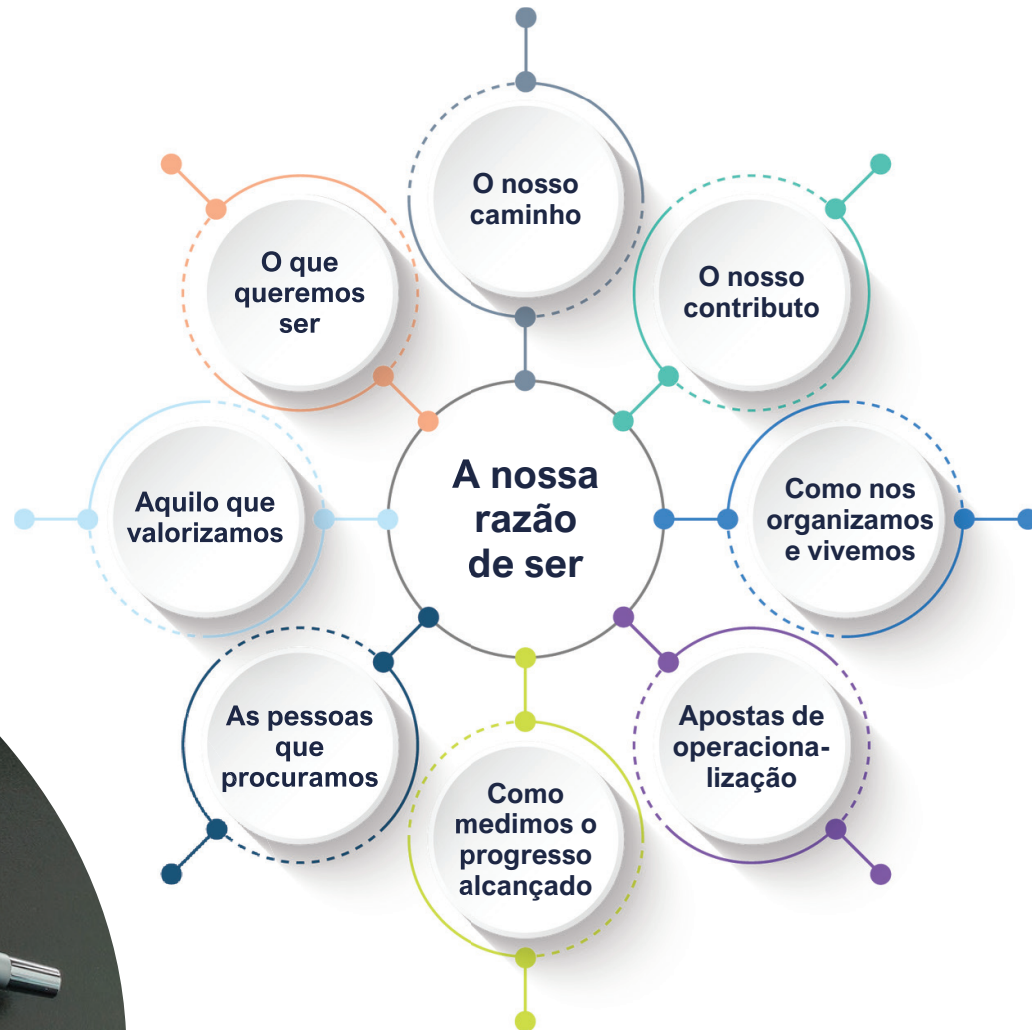 O nosso
caminho
O nosso
contributo
Como nos
organizamos
e vivemos
Apostas de
operaciona-
lização
Como
medimos o
progresso
alcançado
As pessoas
que
procuramos
Aquilo que
valorizamos
O que
queremos
ser
A nossa
razão
de ser